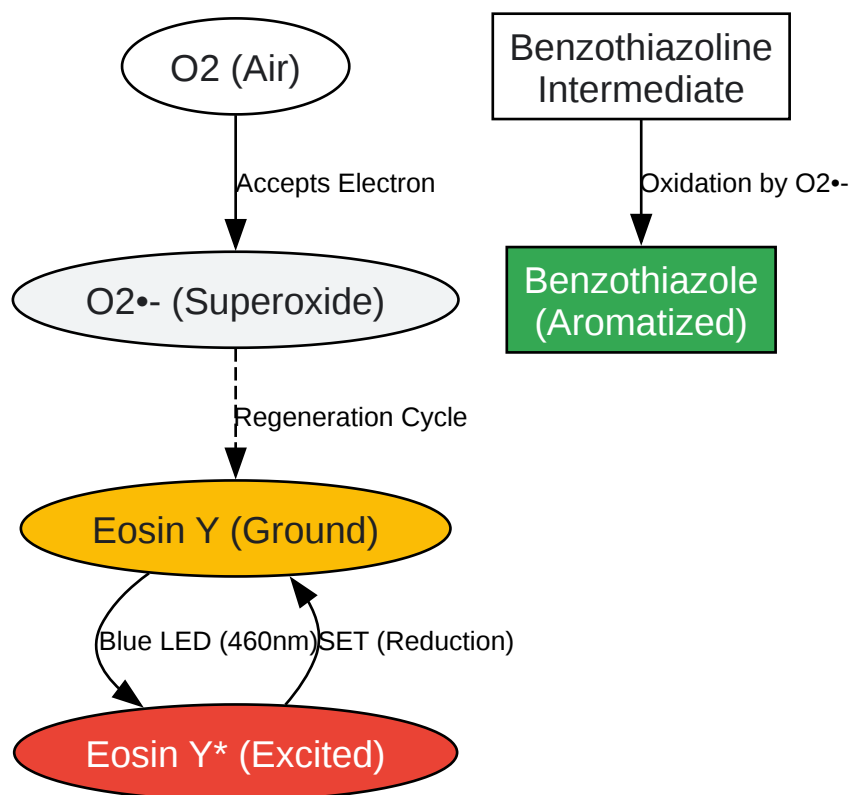 O2 (Air)
Benzothiazoline
Intermediate
Accepts Electron
Oxidation by O2•-
O2•- (Superoxide)
Benzothiazole
(Aromatized)
Regeneration Cycle
Eosin Y (Ground)
Blue LED (460nm)
SET (Reduction)
Eosin Y* (Excited)